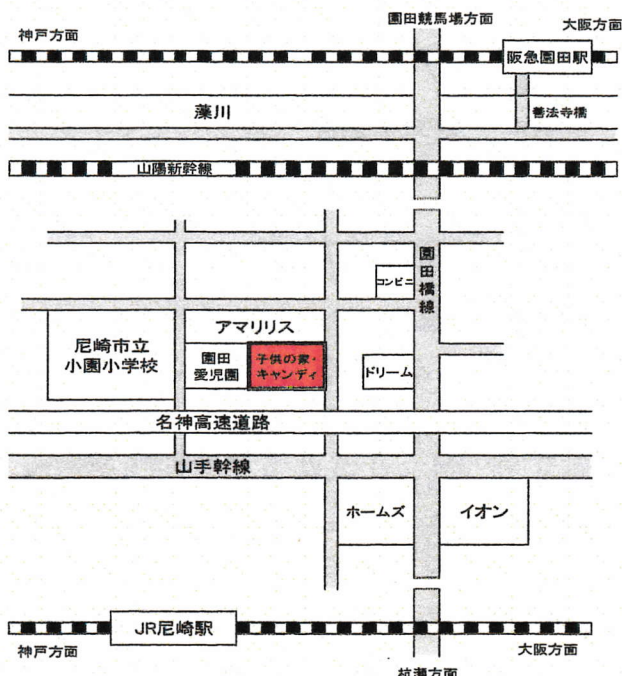 園田競馬場方面
神戸方面
大阪方面
阪急園田駅
藻川
善法寺橋
山陽新幹線
園田橋線
コンビニ
アマリリス
尼崎市立
小園小学校
園田
愛児園
子供の家・
キャンディ
ドリーム
名神高速道路
山手幹線
ホームズ
イオン
JR尼崎駅
神戸方面
大阪方面
杭瀬方面